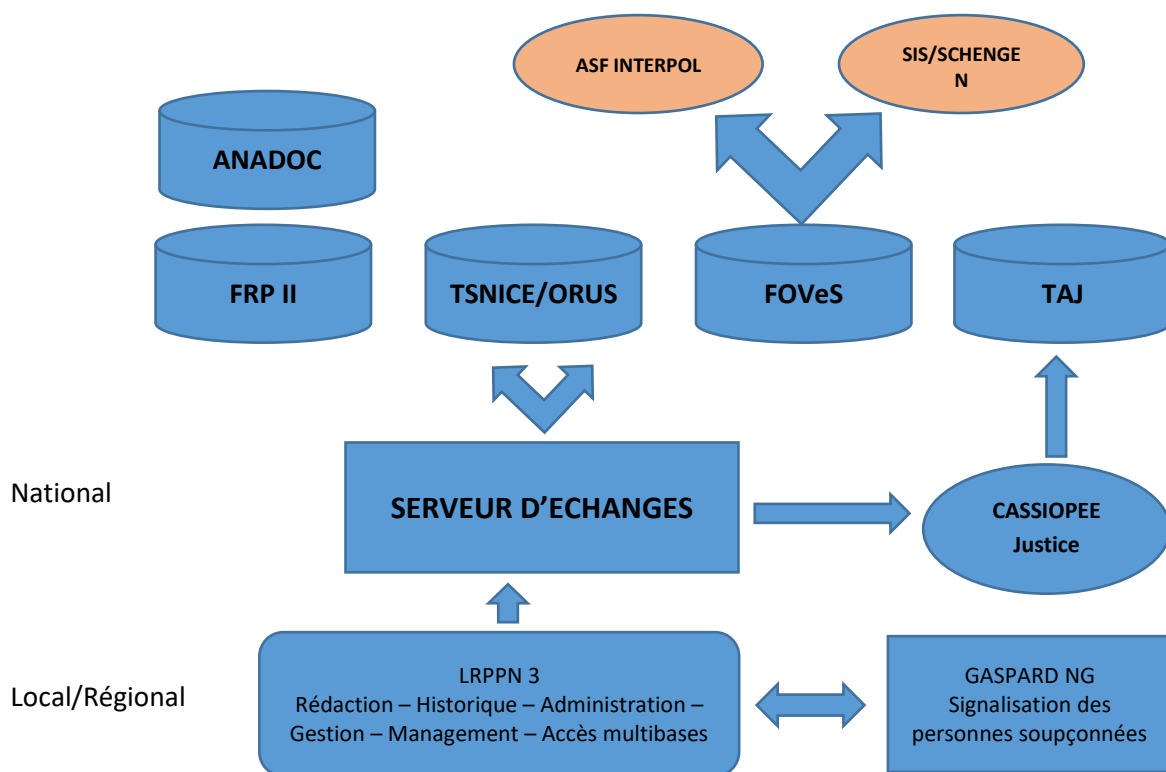 ASF INTERPOL
SIS/SCHENGE
N
ANADOC
FRP II
TSNICE/ORUS
FOVeS
TAJ
National
SERVEUR D’ECHANGES
CASSIOPEE
Justice
Local/Régional
LRPPN 3
Rédaction – Historique – Administration –
Gestion – Management – Accès multibases
GASPARD NG
Signalisation des
personnes soupçonnées